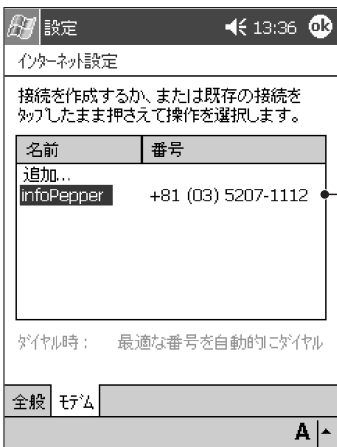 設定 13:36 ok
インターネット設定
接続を作成するか、または既存の接続を
タップしたまま押さえて操作を選択します。
名前 番号
追加...
infoPepper +81 (03) 5207-1112
ダイヤル時： 最適な番号を自動的にダイヤル
全般 モデム
A